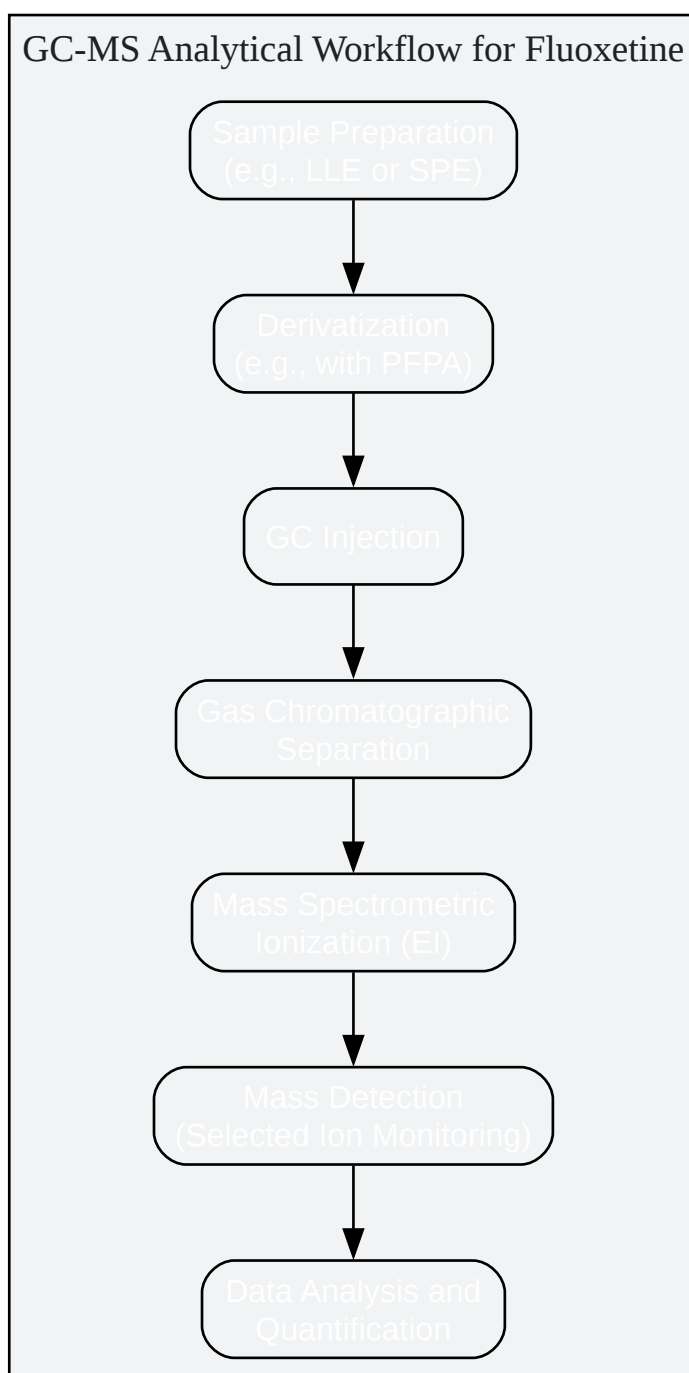 GC-MS Analytical Workflow for Fluoxetine
Sample Preparation
(e.g., LLE or SPE)
Derivatization
(e.g., with PFPA)
GC Injection
Gas Chromatographic
Separation
Mass Spectrometric
Ionization (EI)
Mass Detection
(Selected Ion Monitoring)
Data Analysis and
Quantification